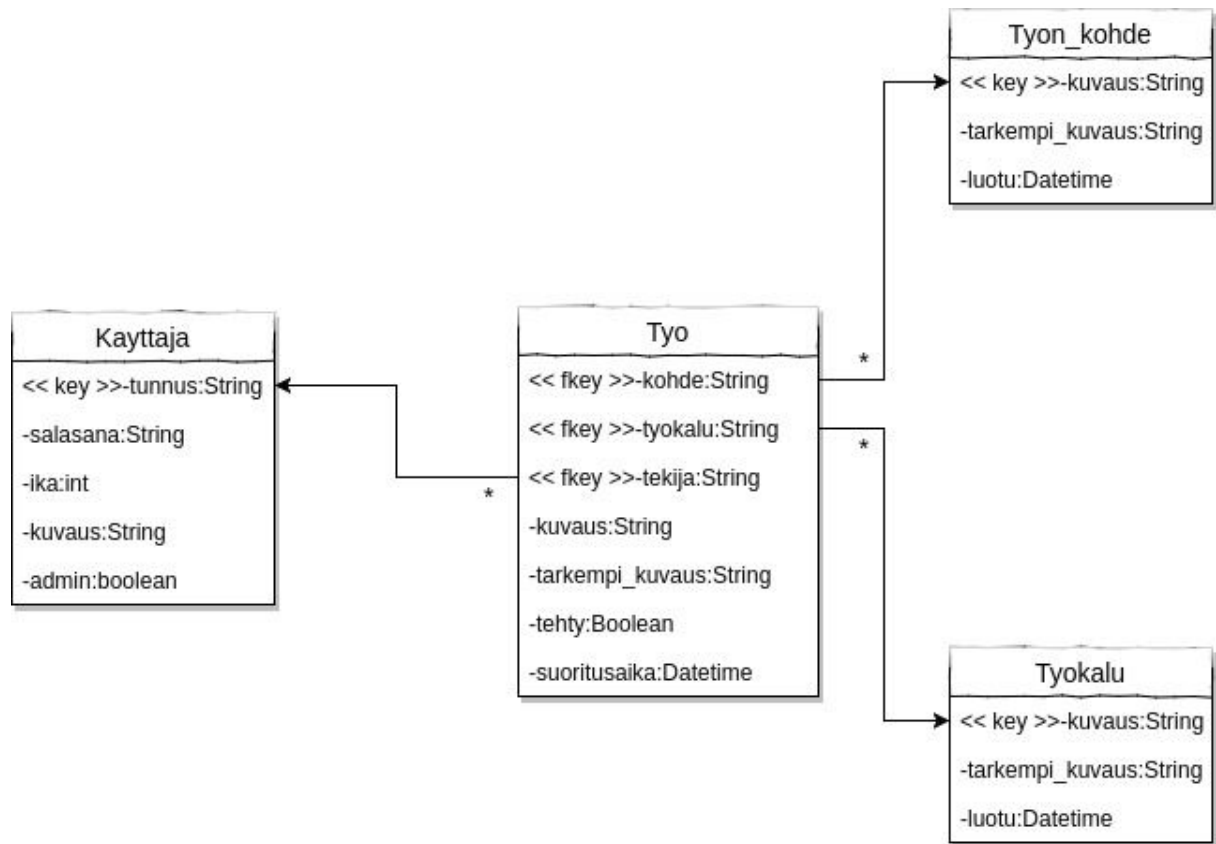 Tyon_kohde
<< key >>-kuvaus:String
-tarkempi_kuvaus:String
-luotu:Datetime
Kayttaja
<< key >>-tunnus:String
-salasana:String
-ika:int
-kuvaus:String
-admin:boolean
*
Tyo
<< fkey >>-kohde:String
<< fkey >>-tyokalu:String
<< fkey >>-tekija:String
-kuvaus:String
-tarkempi_kuvaus:String
-tehty:Boolean
-suoritusaika:Datetime
*
*
Tyokalu
<< key >>-kuvaus:String
-tarkempi_kuvaus:String
-luotu:Datetime